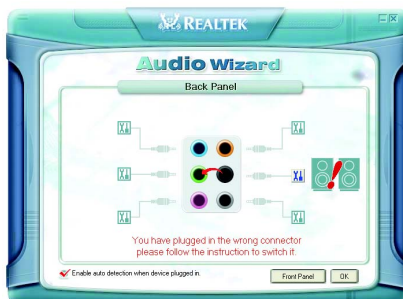 REALTEK
Audio Wizard
Back Panel
You have plugged in the wrong connector
please follow the instruction to switch it.
Enable auto detection when device plugged in.
Front Panel
OK